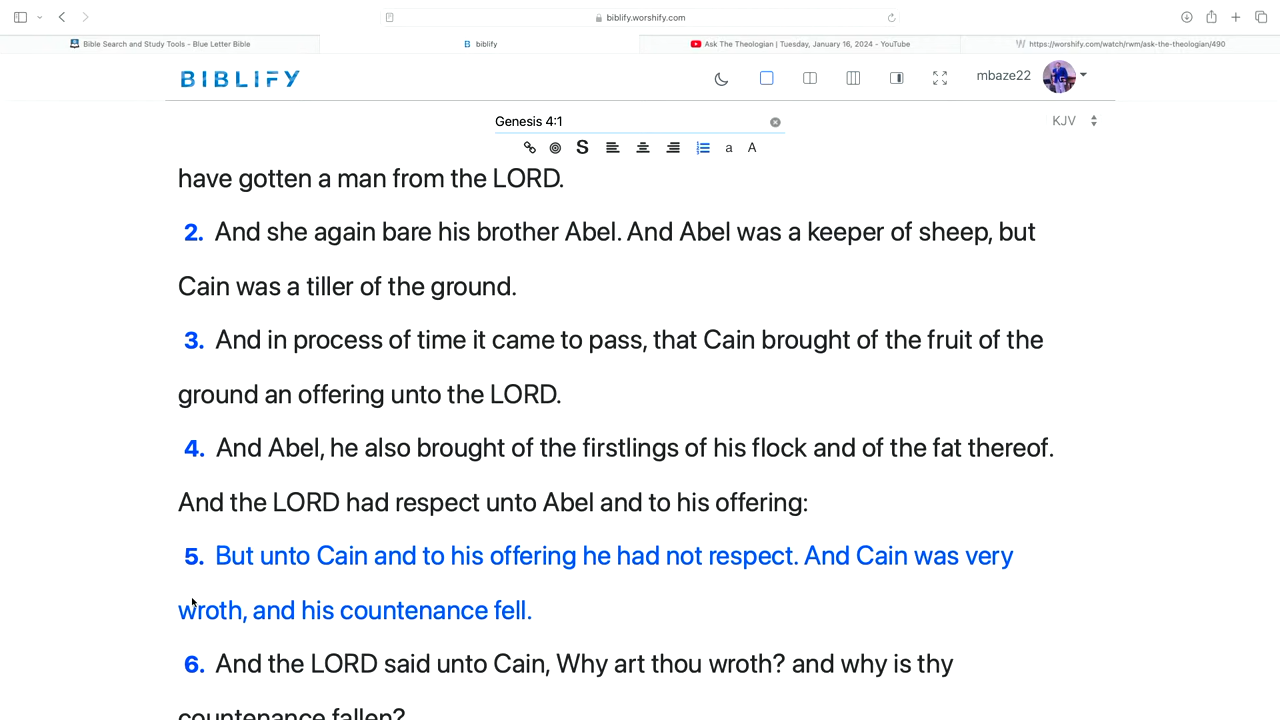 biblify.worshify.com
Bible Search and Study Tools - Blue Letter Bible
B biblify
Ask The Theologian | Tuesday, January 16, 2024 - YouTube
W https://worshify.com/watch/rwm/ask-the-theologian/490
BIBLIFY
mbaze22
Genesis 4:1
KJV
S a A
have gotten a man from the LORD.
2. And she again bare his brother Abel. And Abel was a keeper of sheep, but
Cain was a tiller of the ground.
3. And in process of time it came to pass, that Cain brought of the fruit of the
ground an offering unto the LORD.
4. And Abel, he also brought of the firstlings of his flock and of the fat thereof.
And the LORD had respect unto Abel and to his offering:
5. But unto Cain and to his offering he had not respect. And Cain was very
wroth, and his countenance fell.
6. And the LORD said unto Cain, Why art thou wroth? and why is thy
countenance fallen?